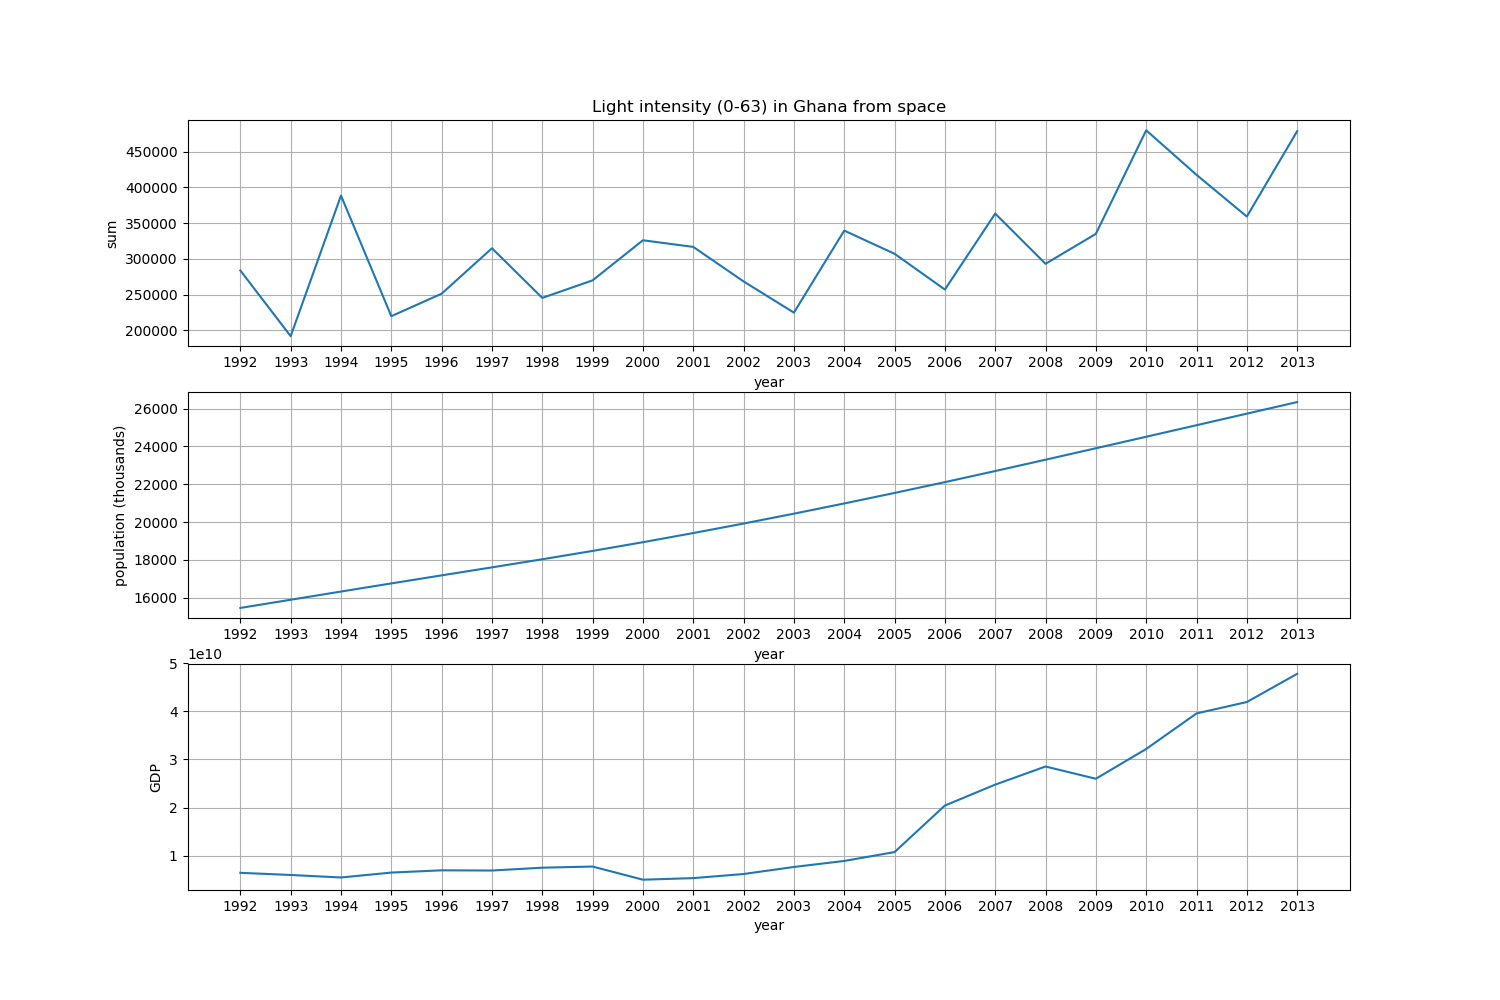 Light intensity (0-63) in Ghana from space
450000
400000
350000
300000
250000
200000
sum
1992 1993 1994 1995 1996 1997 1998 1999 2000 2001 2002 2003 2004 2005 2006 2007 2008 2009 2010 2011 2012 2013
year
26000
24000
22000
20000
18000
16000
population (thousands)
1992 1993 1994 1995 1996 1997 1998 1999 2000 2001 2002 2003 2004 2005 2006 2007 2008 2009 2010 2011 2012 2013
year
1e10
5
4
3
2
1
GDP
1992 1993 1994 1995 1996 1997 1998 1999 2000 2001 2002 2003 2004 2005 2006 2007 2008 2009 2010 2011 2012 2013
year